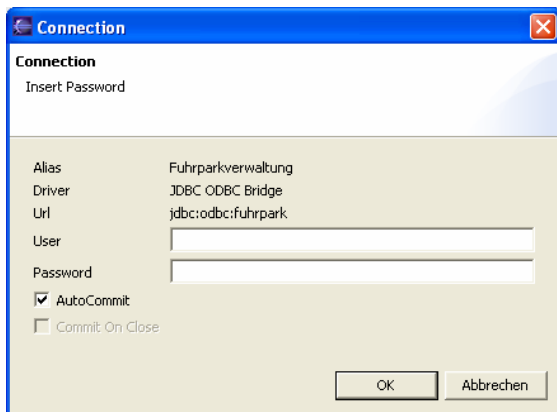 Connection
Connection
Insert Password
Alias Fuhrparkverwaltung
Driver JDBC ODBC Bridge
Url jdbc:odbc:fuhrpark
User
Password
AutoCommit
Commit On Close
OK Abbrechen